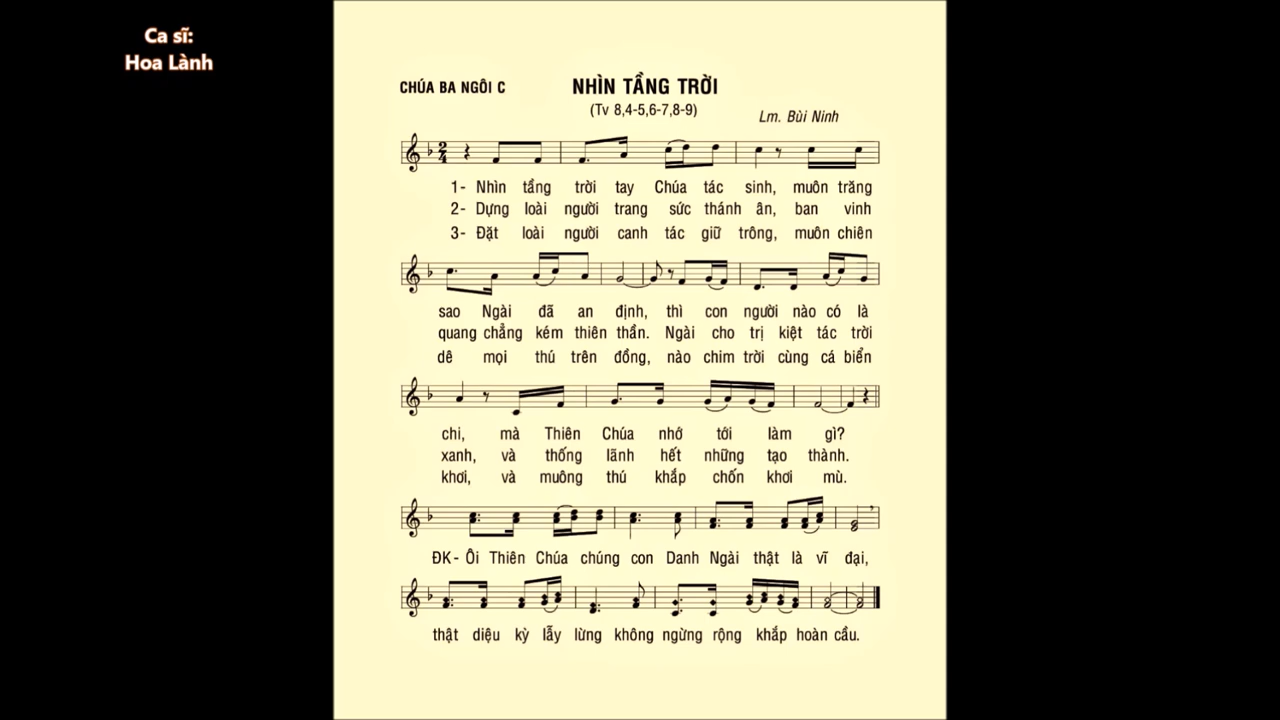 Ca sĩ:
Hoa Lành
CHÚA BA NGÔI C
NHÌN TẦNG TRỜI
(Tv 8,4-5,6-7,8-9)
Lm. Bùi Ninh
1- Nhìn tầng trời tay Chúa tác sinh, muôn trăng
2- Dựng loài người trang sức thánh ân, ban vinh
3- Đặt loài người canh tác giữ trông, muôn chiên
sao Ngài đã an định, thì con người nào có là
quang chẳng kém thiên thần. Ngài cho trị kiệt tác trời
dê mọi thú trên đồng, nào chim trời cùng cá biển
chi, mà Thiên Chúa nhớ tới làm gì?
xanh, và thống lãnh hết những tạo thành.
khơi, và muông thú khắp chốn khơi mù.
ĐK- Ôi Thiên Chúa chúng con Danh Ngài thật là vĩ đại,
thật diệu kỳ lẫy lừng không ngừng rộng khắp hoàn cầu.